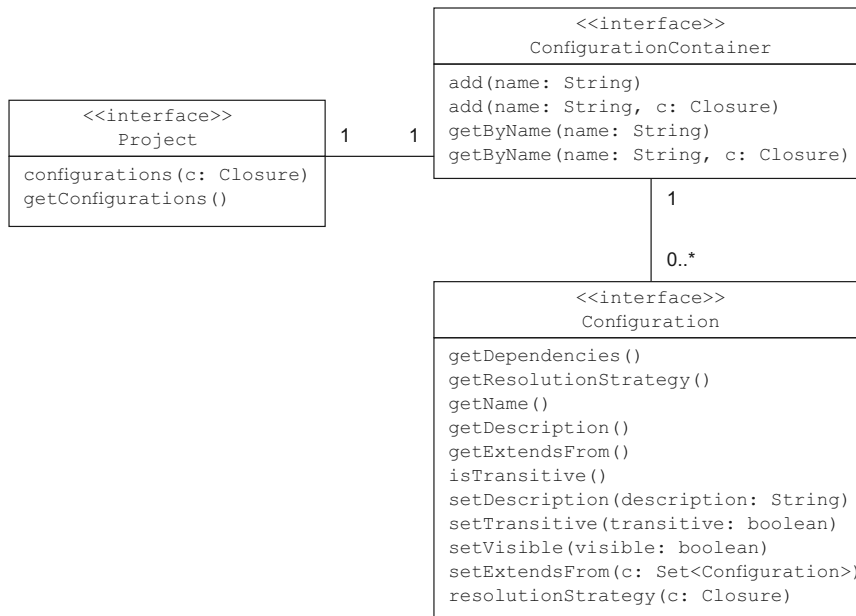 <<interface>>
Project
configurations(c: Closure)
getConfigurations()
1
1
<<interface>>
ConfigurationContainer
add(name: String)
add(name: String, c: Closure)
getByName(name: String)
getByName(name: String, c: Closure)
1
0..*
<<interface>>
Configuration
getDependencies()
getResolutionStrategy()
getName()
getDescription()
getExtendsFrom()
isTransitive()
setDescription(description: String)
setTransitive(transitive: boolean)
setVisible(visible: boolean)
setExtendsFrom(c: Set<Configuration>)
resolutionStrategy(c: Closure)